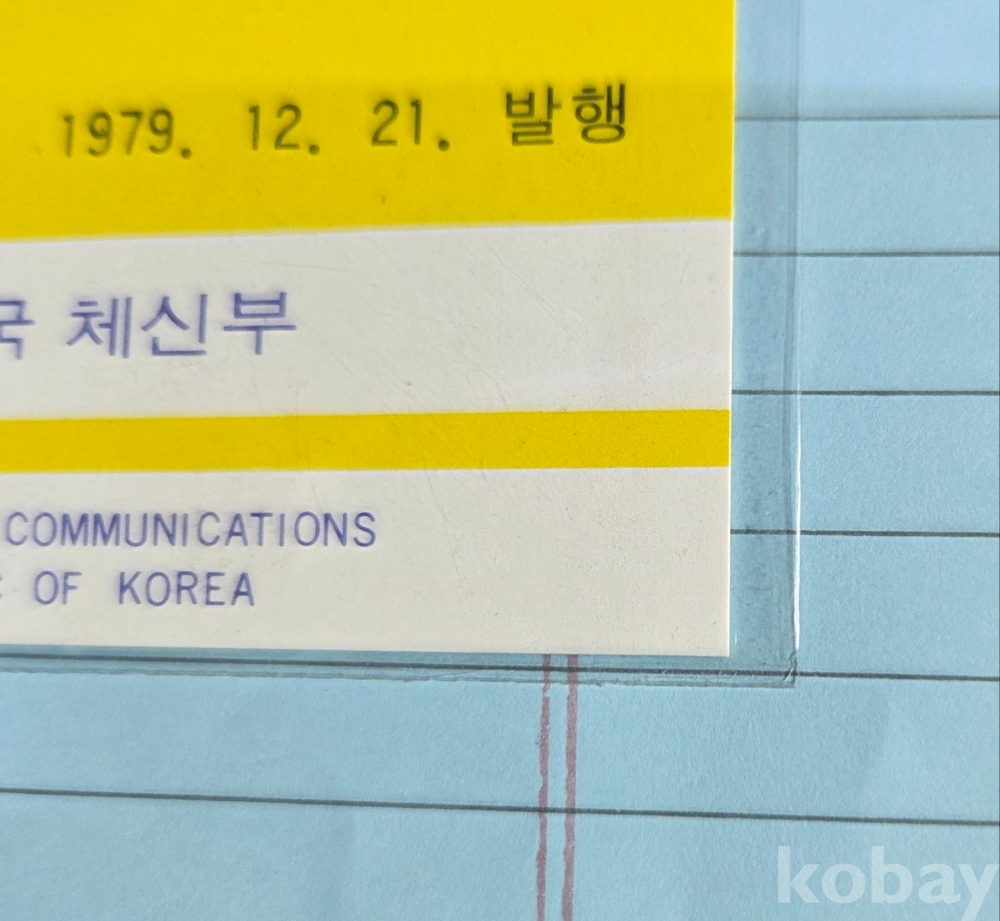 1979. 12. 21. 발행
국 체신부
COMMUNICATIONS
OF KOREA
kobay